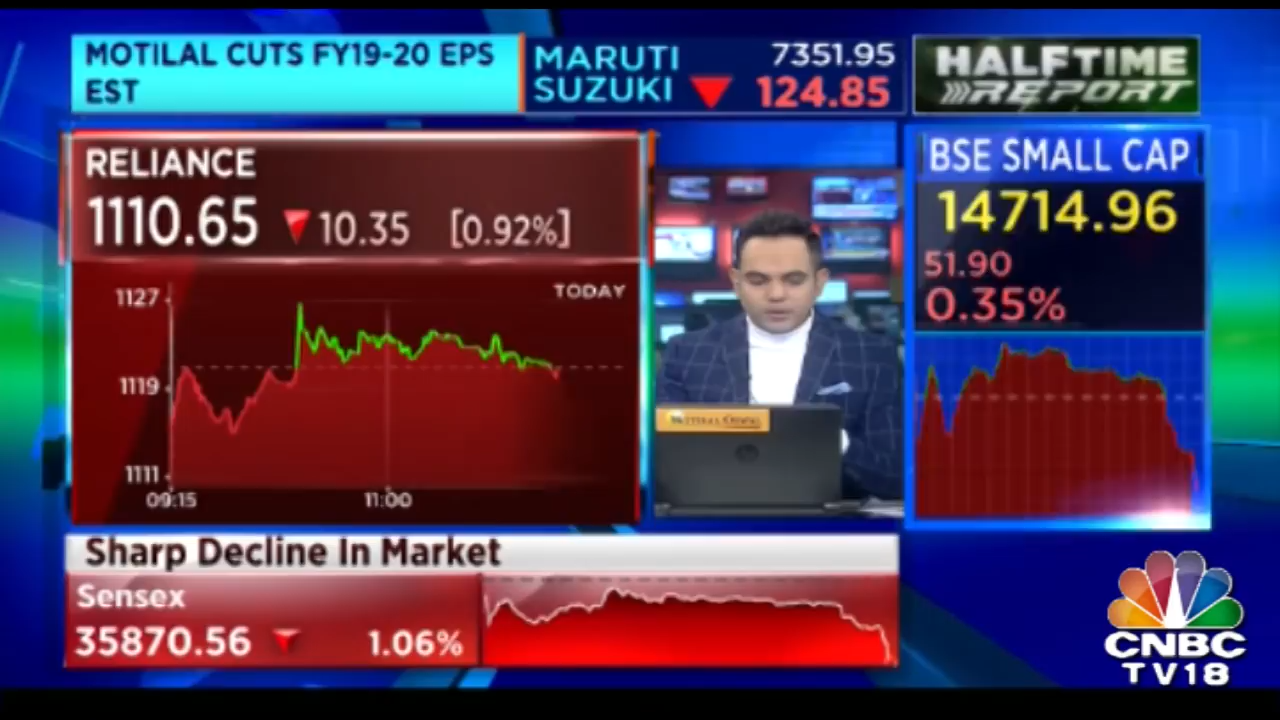 MOTILAL CUTS FY19-20 EPS
EST
MARUTI
SUZUKI
7351.95
124.85
HALFTIME
REPORT
RELIANCE
1110.65 10.35 [0.92%]
TODAY
1127
1119
1111
09:15 11:00
BSE SMALL CAP
14714.96
51.90
0.35%
Sharp Decline In Market
Sensex
35870.56 1.06%
CNBC
TV18